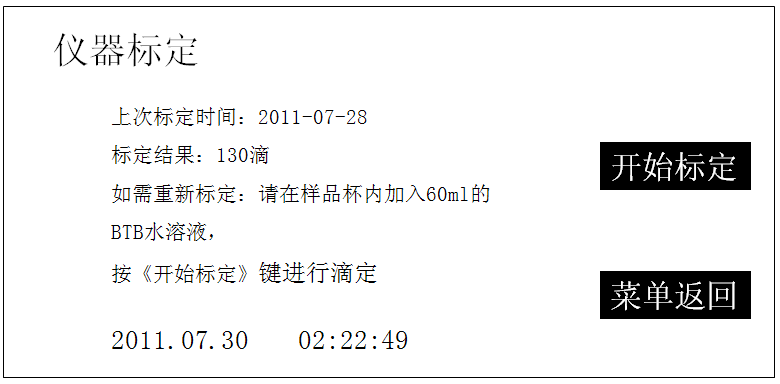 仪器标定
上次标定时间：2011-07-28
标定结果：130滴
如需重新标定：请在样品杯内加入60ml的
BTB水溶液，
按《开始标定》键进行滴定
2011.07.30 02:22:49
开始标定
菜单返回